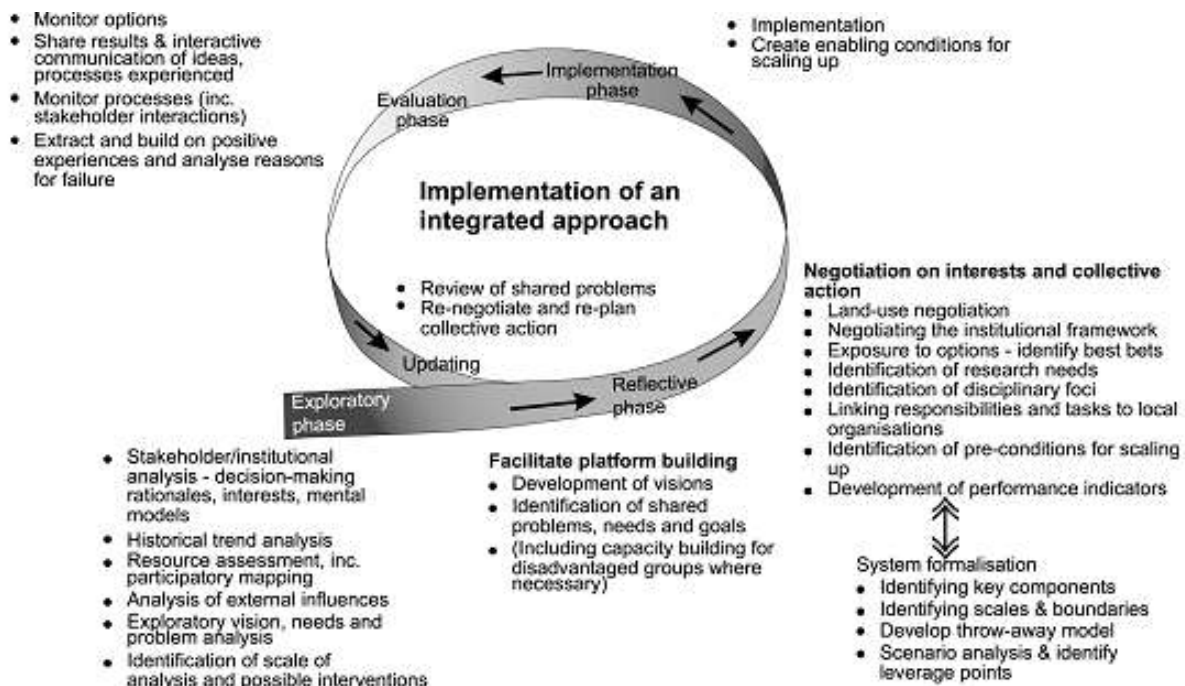 • Monitor options
• Share results & interactive
communication of ideas,
processes experienced
• Monitor processes (inc.
stakeholder interactions)
• Extract and build on positive
experiences and analyse reasons
for failure
• Implementation
• Create enabling conditions for
scaling up
Implementation
phase
Evaluation
phase
Implementation of an
integrated approach
• Review of shared problems
• Re-negotiate and re-plan
collective action
Updating
Exploratory
phase
Reflective
phase
Negotiation on interests and collective
action
• Land-use negotiation
• Negotiating the institutional framework
• Exposure to options - identify best bets
• Identification of research needs
• Identification of disciplinary foci
• Linking responsibilities and tasks to local
organisations
• Identification of pre-conditions for scaling
up
• Development of performance indicators
• Stakeholder/institutional
analysis - decision-making
rationales, interests, mental
models
• Historical trend analysis
• Resource assessment, inc.
participatory mapping
• Analysis of external influences
• Exploratory vision, needs and
problem analysis
• Identification of scale of
analysis and possible interventions
Facilitate platform building
• Development of visions
• Identification of shared
problems, needs and goals
• (Including capacity building for
disadvantaged groups where
necessary)
System formalisation
• Identifying key components
• Identifying scales & boundaries
• Develop throw-away model
• Scenario analysis & identify
leverage points